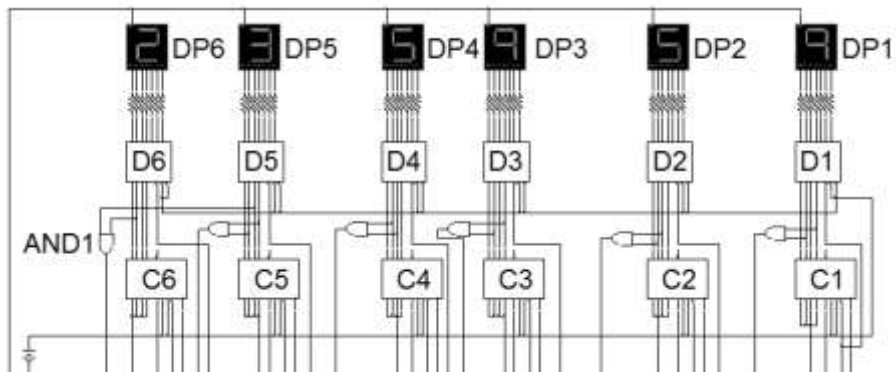 2 DP6 3 DP5 5 DP4 9 DP3 5 DP2 9 DP1
D6 D5 D4 D3 D2 D1
AND1
C6 C5 C4 C3 C2 C1